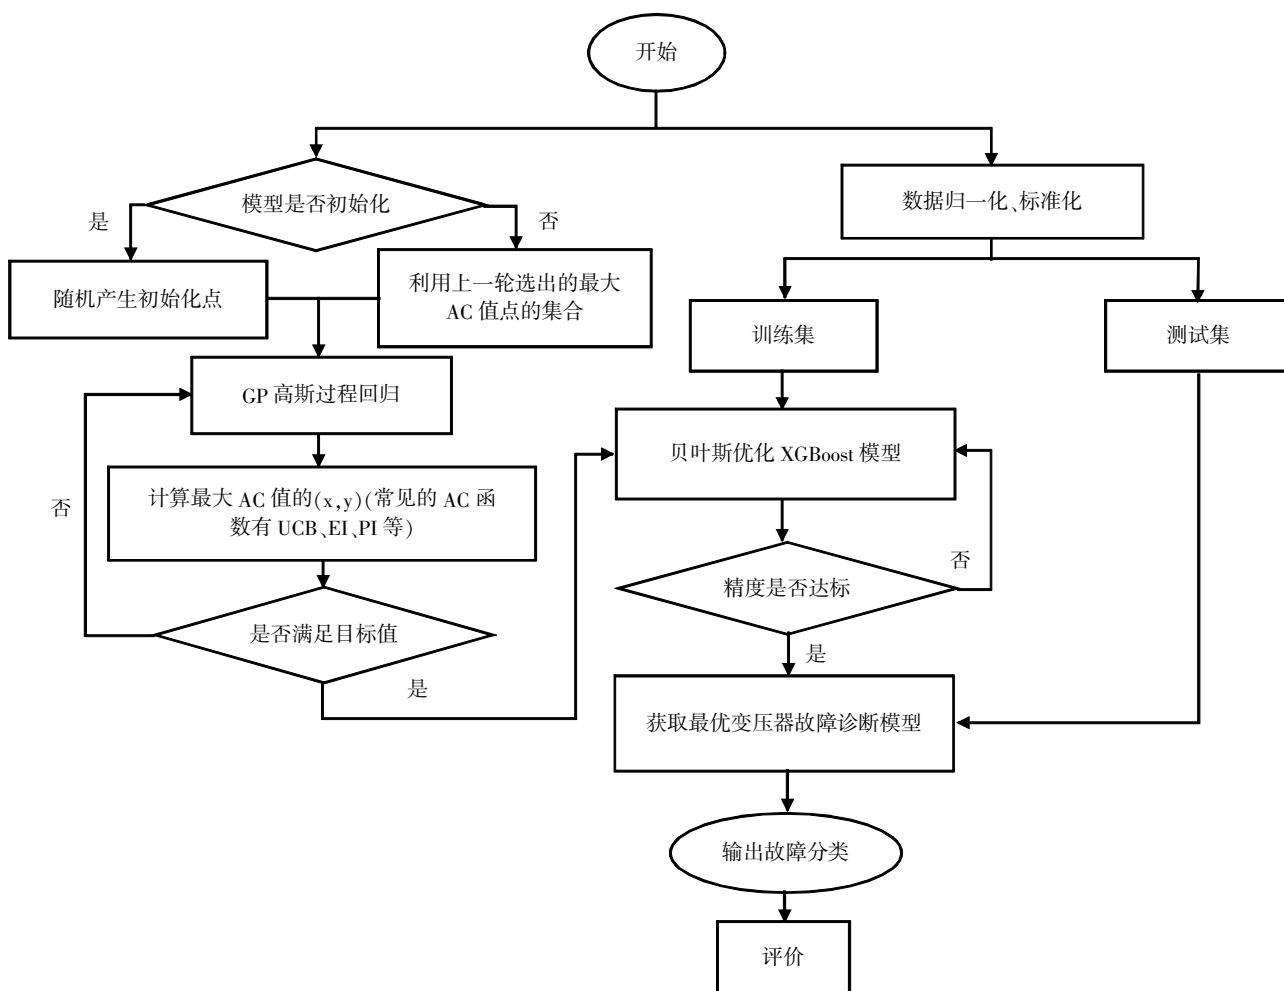 开始
模型是否初始化
数据归一化、标准化
是
否
随机产生初始化点
利用上一轮选出的最大
AC 值点的集合
训练集
测试集
GP 高斯过程回归
贝叶斯优化 XGBoost 模型
否
计算最大 AC 值的(x,y)(常见的 AC 函
数有 UCB、EI、PI 等)
否
精度是否达标
是否满足目标值
是
是
获取最优变压器故障诊断模型
输出故障分类
评价